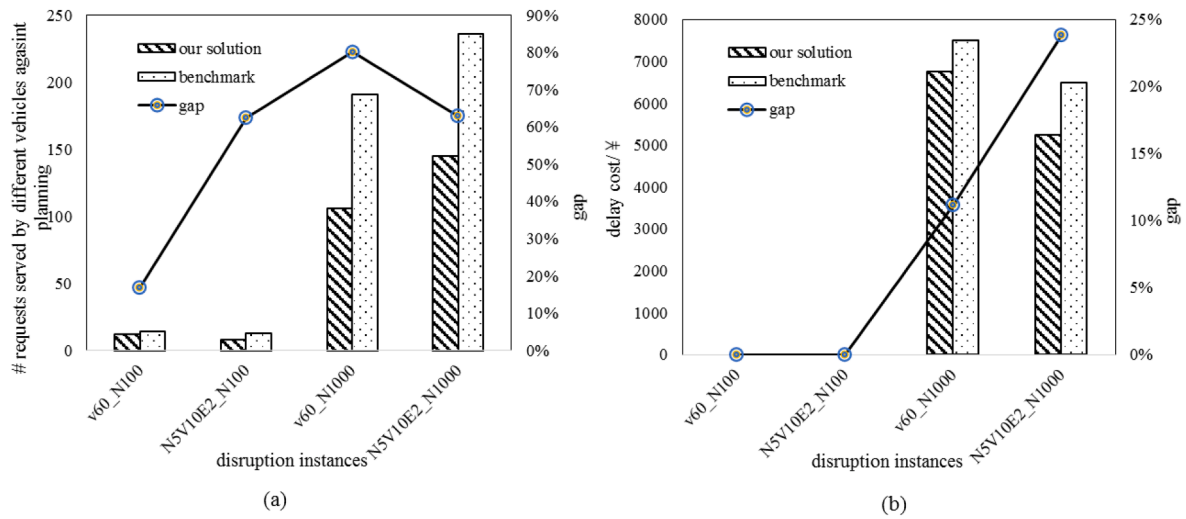 # requests served by different vehicles agasint
planning
250
200
150
100
50
0
our solution
benchmark
gap
90%
80%
70%
60%
50%
40%
30%
20%
10%
0%
gap
v60_N100
N5V10E2_N100
v60_N1000
N5V10E2_N1000
disruption instances
(a)
delay cost/ ¥
8000
7000
6000
5000
4000
3000
2000
1000
0
our solution
benchmark
gap
25%
20%
15%
10%
5%
0%
gap
v60_N100
N5V10E2_N100
v60_N1000
N5V10E2_N1000
disruption instances
(b)